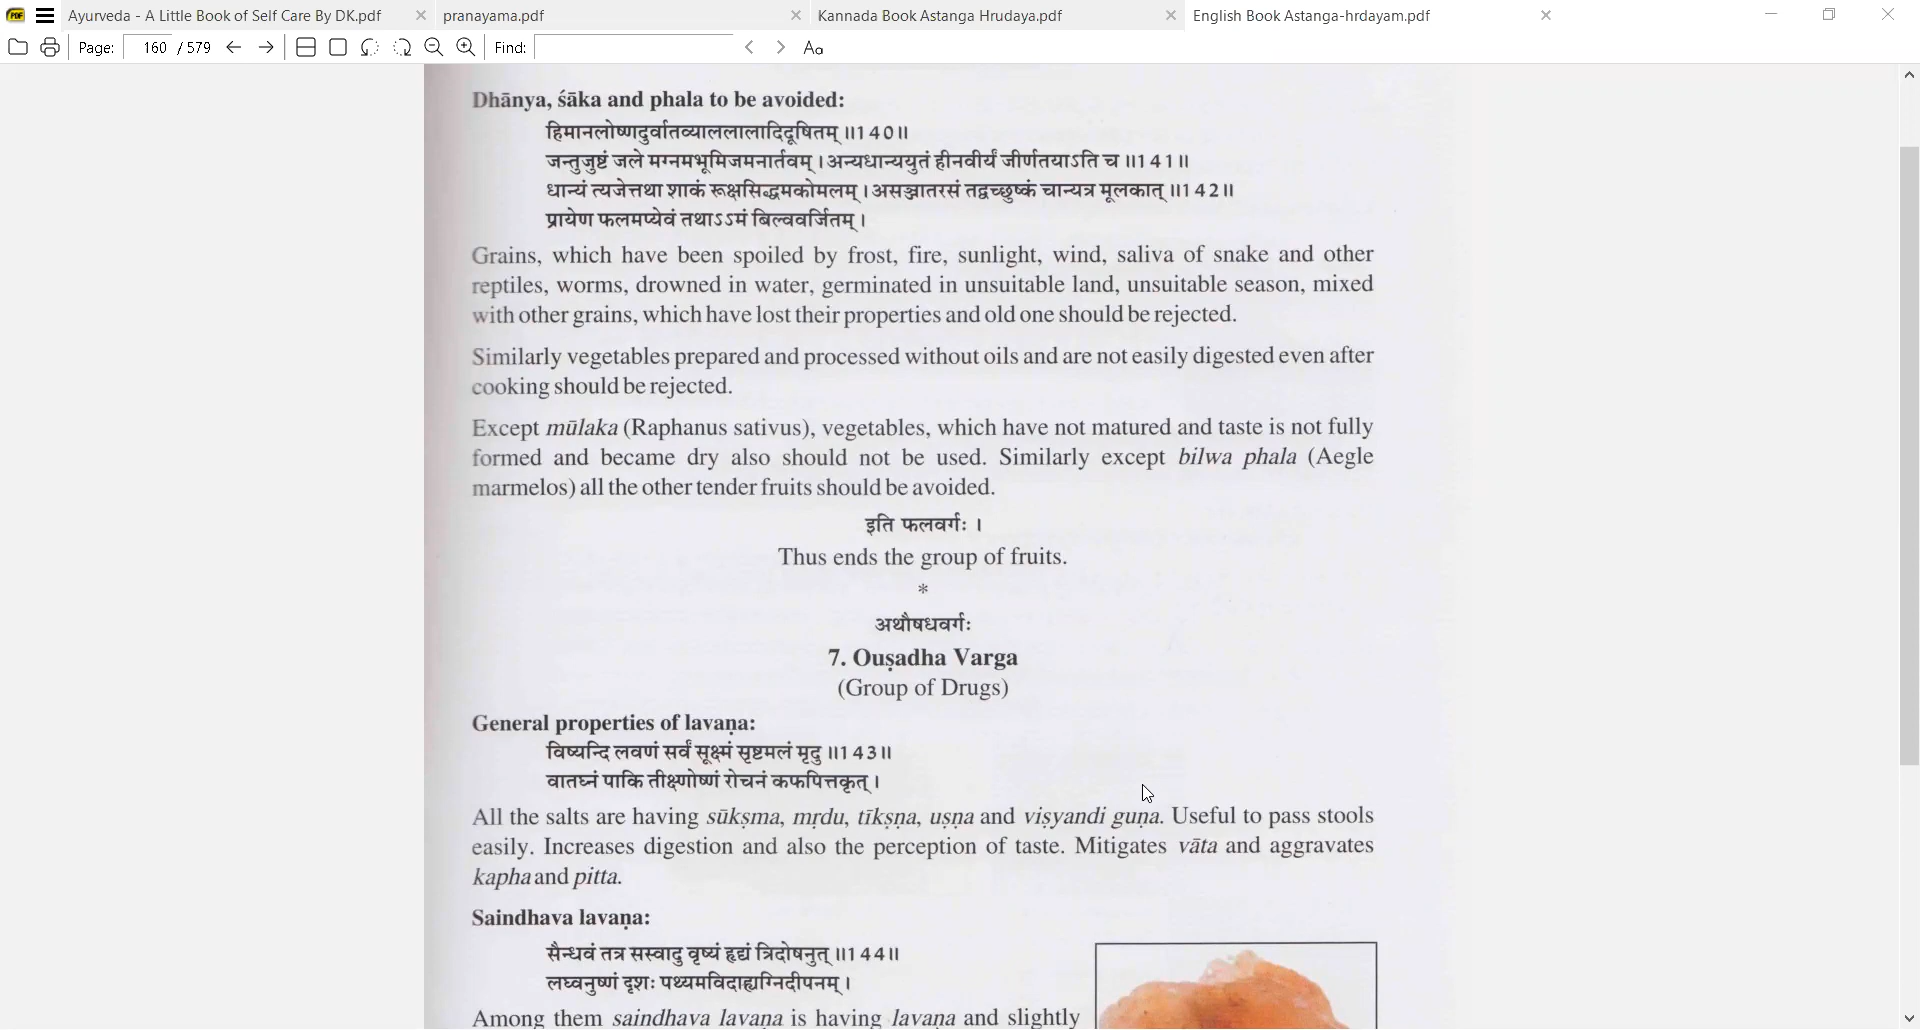 Ayurveda - A Little Book of Self Care By DK.pdf
pranayama.pdf
Kannada Book Astanga Hrudaya.pdf
English Book Astanga-hrdayam.pdf
Page: 160 / 579
Find:
Aa
Dhānya, śāka and phala to be avoided:
हिमानलोष्णदुर्वातव्याललालादिदूषितम् ॥140॥
जन्तुजुष्टं जले मग्नमभूमिजमनार्तवम् । अन्यधान्ययुतं हीनवीर्यं जीर्णतयाऽति च ॥141॥
धान्यं त्यजेत्तथा शाकं रूक्षसिद्धमकोमलम् । असञ्जातरसं तद्वच्छुष्कं चान्यत्र मूलकात् ॥142॥
प्रायेण फलमप्येवं तथाऽऽमं बिल्ववर्जितम् ।
Grains, which have been spoiled by frost, fire, sunlight, wind, saliva of snake and other
reptiles, worms, drowned in water, germinated in unsuitable land, unsuitable season, mixed
with other grains, which have lost their properties and old one should be rejected.
Similarly vegetables prepared and processed without oils and are not easily digested even after
cooking should be rejected.
Except mūlaka (Raphanus sativus), vegetables, which have not matured and taste is not fully
formed and became dry also should not be used. Similarly except bilwa phala (Aegle
marmelos) all the other tender fruits should be avoided.
इति फलवर्गः ।
Thus ends the group of fruits.
*
अथौषधवर्गः
7. Ouṣadha Varga
(Group of Drugs)
General properties of lavaṇa:
विष्यन्दि लवणं सर्वं सूक्ष्मं सृष्टमलं मृदु ॥143॥
वातघ्नं पाकि तीक्ष्णोष्णं रोचनं कफपित्तकृत् ।
All the salts are having sūkṣma, mṛdu, tīkṣṇa, uṣṇa and viṣyandi guṇa. Useful to pass stools
easily. Increases digestion and also the perception of taste. Mitigates vāta and aggravates
kapha and pitta.
Saindhava lavaṇa:
सैन्धवं तत्र सस्वादु वृष्यं हृद्यं त्रिदोषनुत् ॥144॥
लघ्वनुष्णं दृशः पथ्यमविदाह्यग्निदीपनम् ।
Among them saindhava lavaṇa is having lavaṇa and slightly